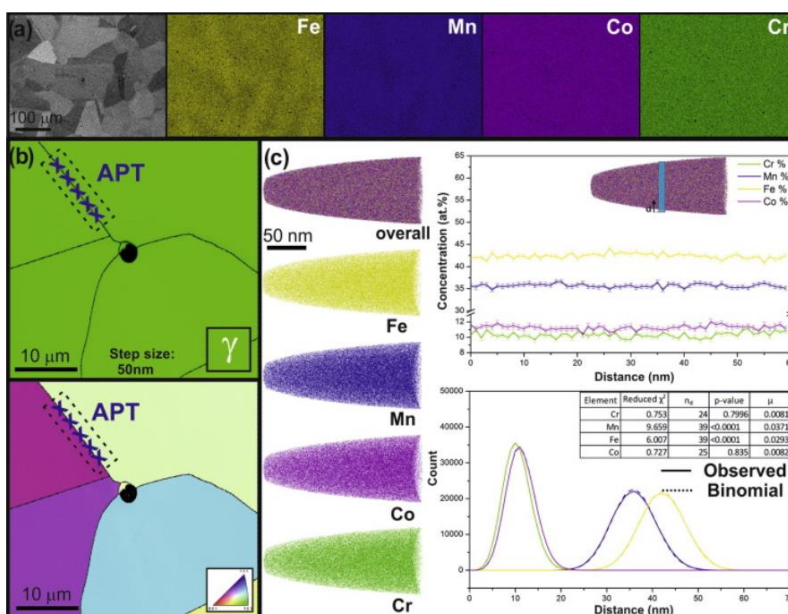 (a)
Fe
Mn
Co
Cr
100 μm
(b)
APT
γ
10 μm
Step size:
50nm
APT
10 μm
(c)
overall
50 nm
Fe
Mn
Co
Cr
Cr %
Mn %
Fe %
Co %
Concentration (at.%)
65
60
55
50
45
40
35
30
14
12
10
8
0 10 20 30 40 50 60
Distance (nm)
Element Reduced χ² n_d p-value μ
Cr 0.753 24 0.7996 0.0081
Mn 9.659 39 <0.0001 0.0371
Fe 6.007 39 <0.0001 0.0293
Co 0.727 25 0.835 0.0082
Observed
Binomial
Count
50000
40000
30000
20000
10000
0
0 10 20 30 40 50 60
Distance (nm)